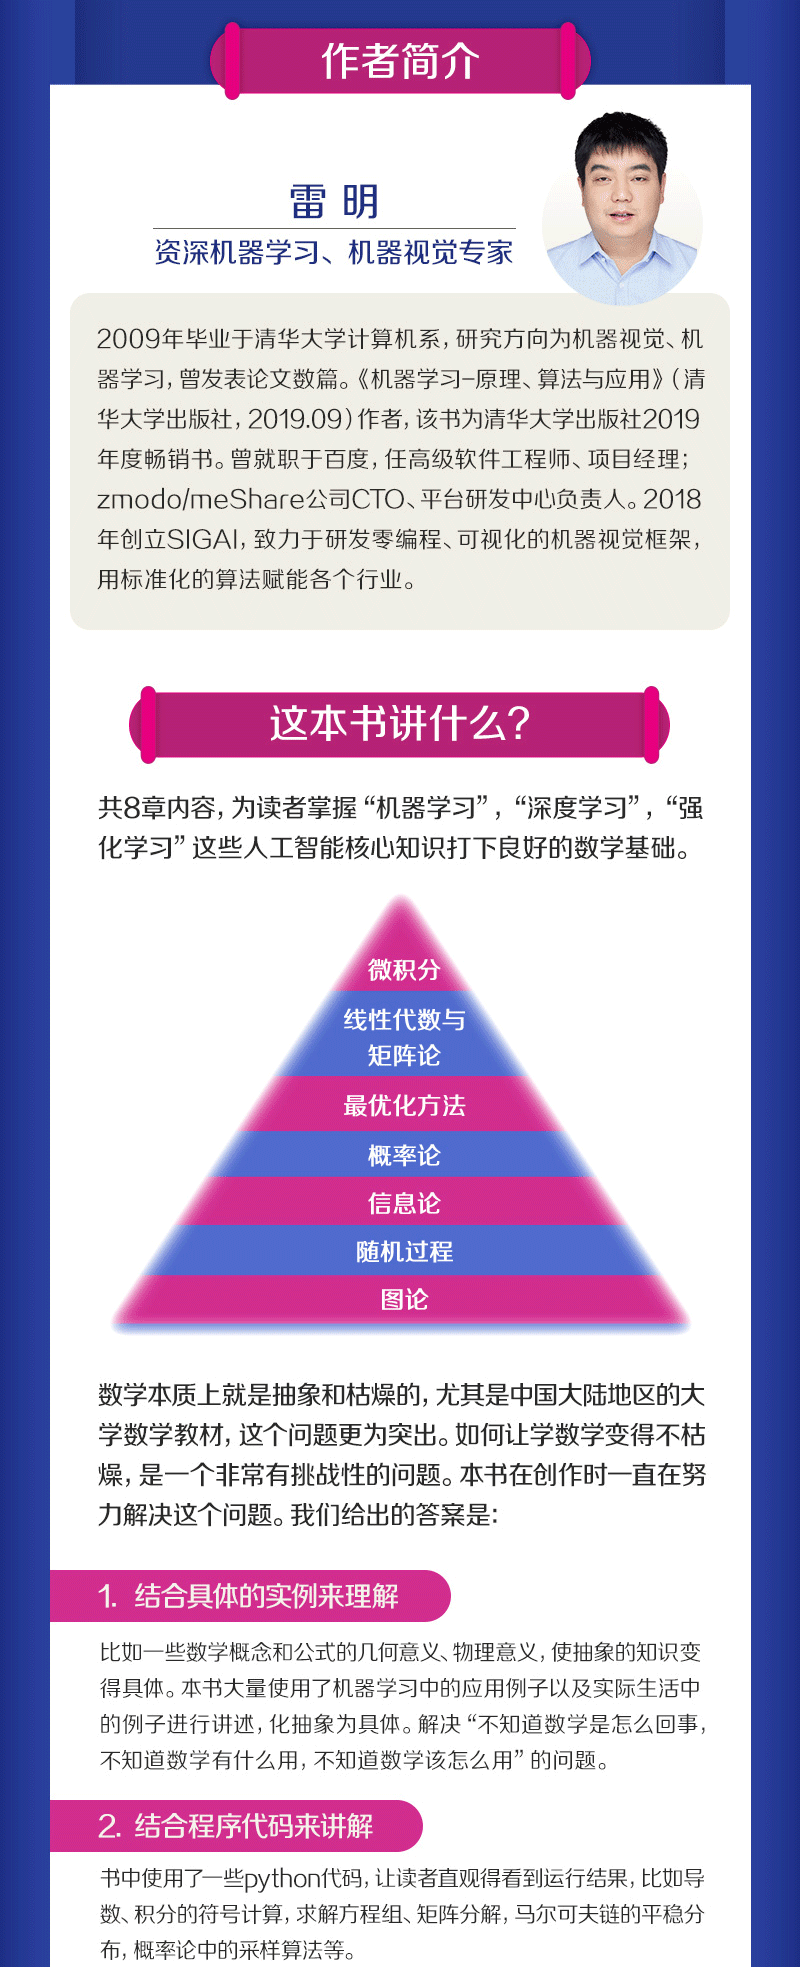 作者简介
雷 明
资深机器学习、机器视觉专家
2009年毕业于清华大学计算机系，研究方向为机器视觉、机
器学习，曾发表论文数篇。《机器学习-原理、算法与应用》（清
华大学出版社，2019.09）作者，该书为清华大学出版社2019
年度畅销书。曾就职于百度，任高级软件工程师、项目经理；
zmodo/meShare公司CTO、平台研发中心负责人。2018
年创立SIGAI，致力于研发零编程、可视化的机器视觉框架，
用标准化的算法赋能各个行业。
这本书讲什么？
共8章内容，为读者掌握“机器学习”，“深度学习”，“强
化学习”这些人工智能核心知识打下良好的数学基础。
微积分
线性代数与
矩阵论
最优化方法
概率论
信息论
随机过程
图论
数学本质上就是抽象和枯燥的，尤其是中国大陆地区的大
学数学教材，这个问题更为突出。如何让学数学变得不枯
燥，是一个非常有挑战性的问题。本书在创作时一直在努
力解决这个问题。我们给出的答案是：
1. 结合具体的实例来理解
比如一些数学概念和公式的几何意义、物理意义，使抽象的知识变
得具体。本书大量使用了机器学习中的应用例子以及实际生活中
的例子进行讲述，化抽象为具体。解决“不知道数学是怎么回事，
不知道数学有什么用，不知道数学该怎么用”的问题。
2. 结合程序代码来讲解
书中使用了一些python代码，让读者直观得看到运行结果，比如导
数、积分的符号计算，求解方程组、矩阵分解，马尔可夫链的平稳分
布，概率论中的采样算法等。